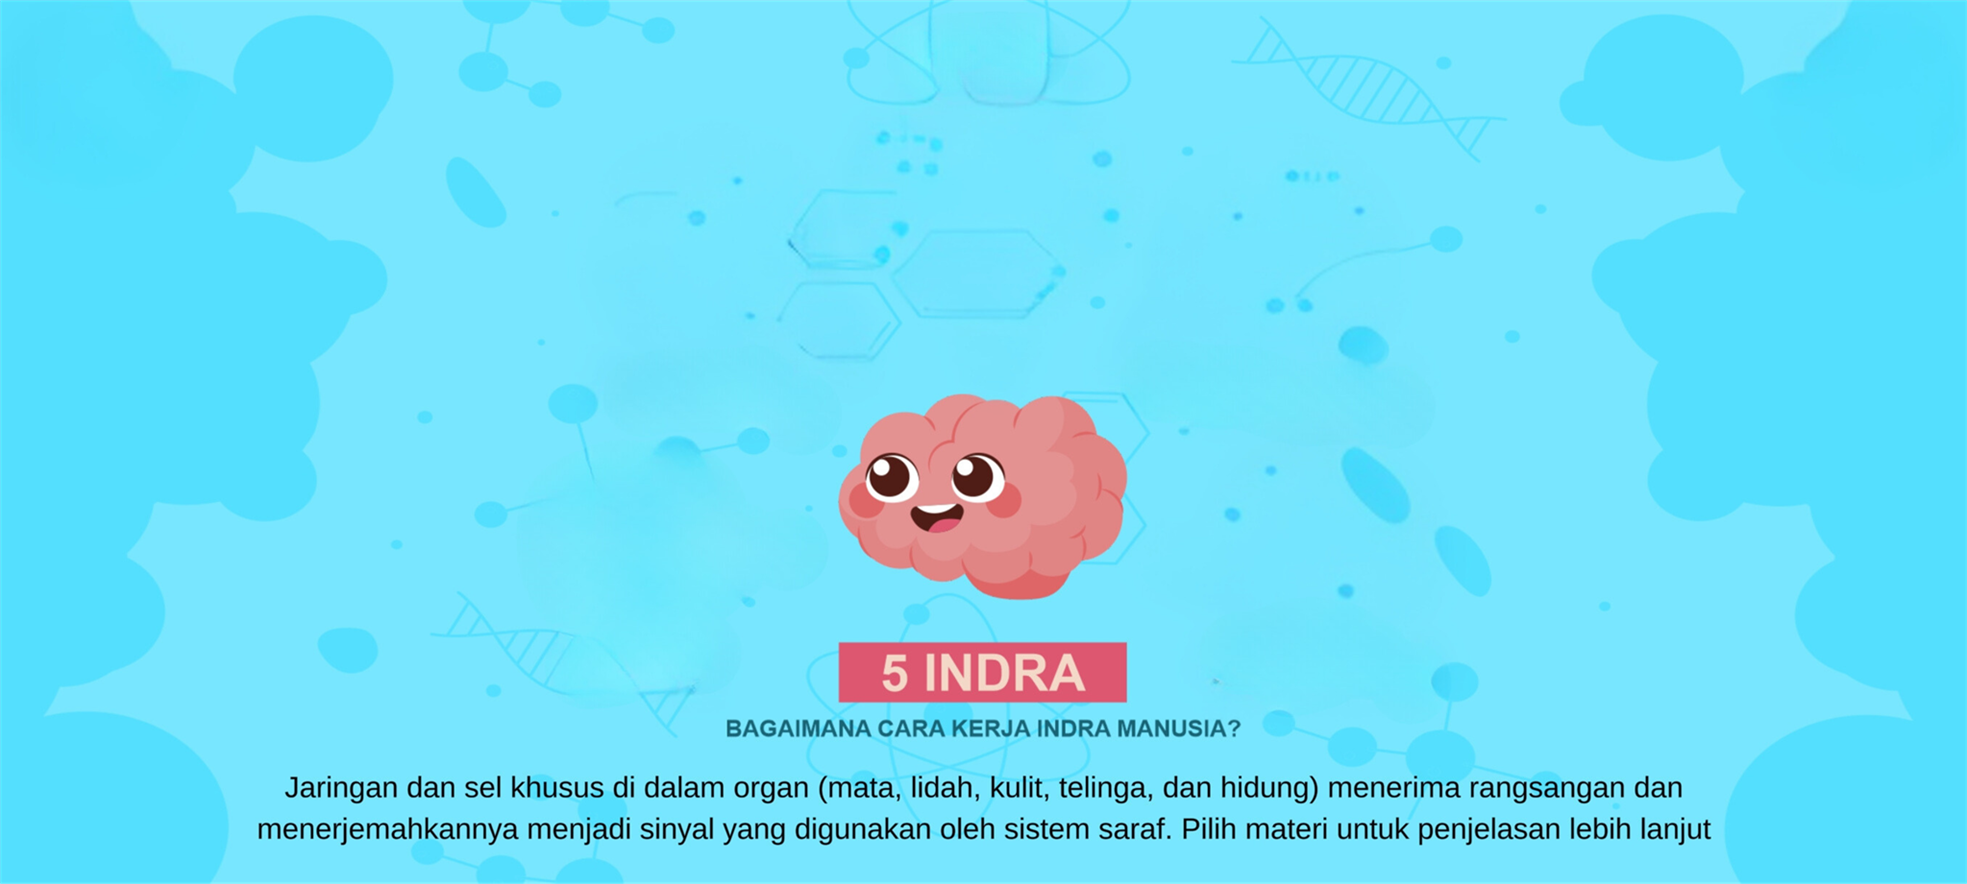 5 INDRA
BAGAIMANA CARA KERJA INDRA MANUSIA?
Jaringan dan sel khusus di dalam organ (mata, lidah, kulit, telinga, dan hidung) menerima rangsangan dan
menerjemahkannya menjadi sinyal yang digunakan oleh sistem saraf. Pilih materi untuk penjelasan lebih lanjut